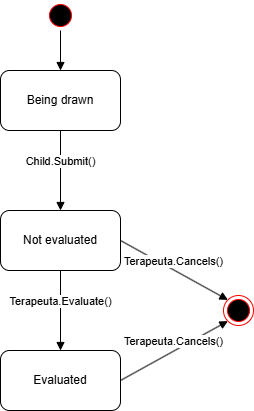 Being drawn
Child.Submit()
Not evaluated
Terapeuta.Cancels()
Terapeuta.Evaluate()
Terapeuta.Cancels()
Evaluated